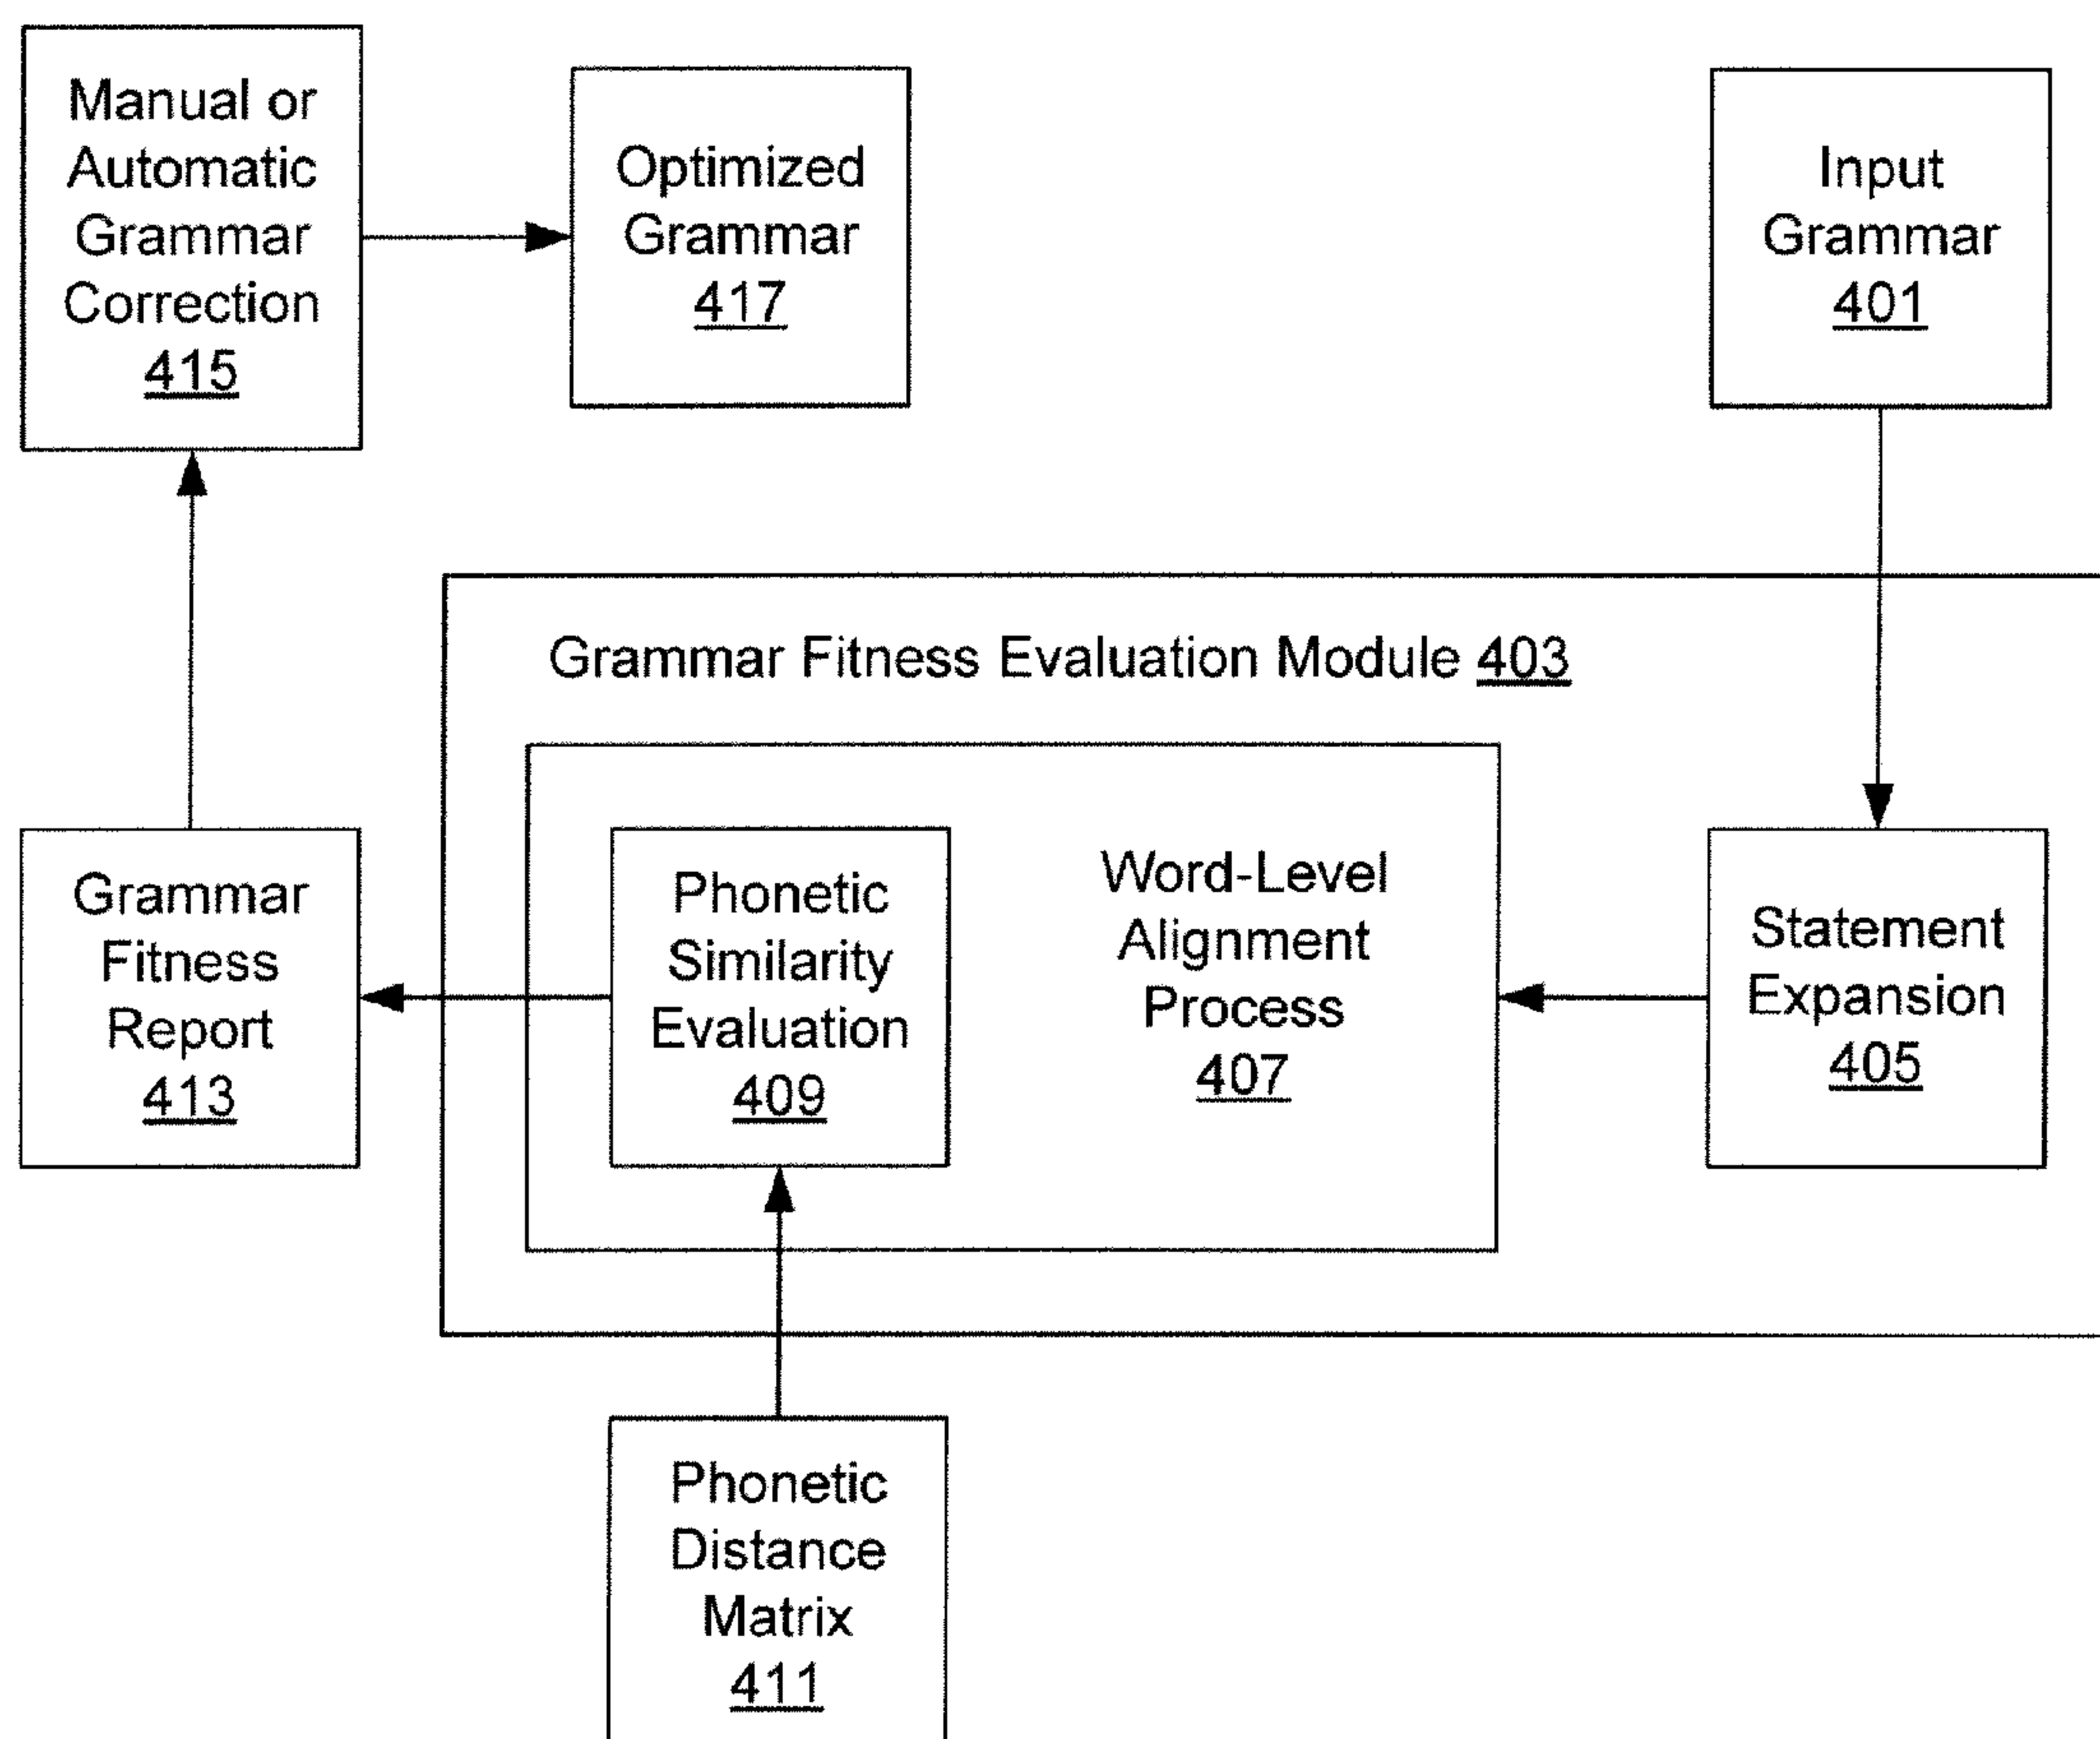 Manual or
Automatic
Grammar
Correction
415
Optimized
Grammar
417
Input
Grammar
401
Grammar Fitness Evaluation Module 403
Grammar
Fitness
Report
413
Phonetic
Similarity
Evaluation
409
Word-Level
Alignment
Process
407
Statement
Expansion
405
Phonetic
Distance
Matrix
411